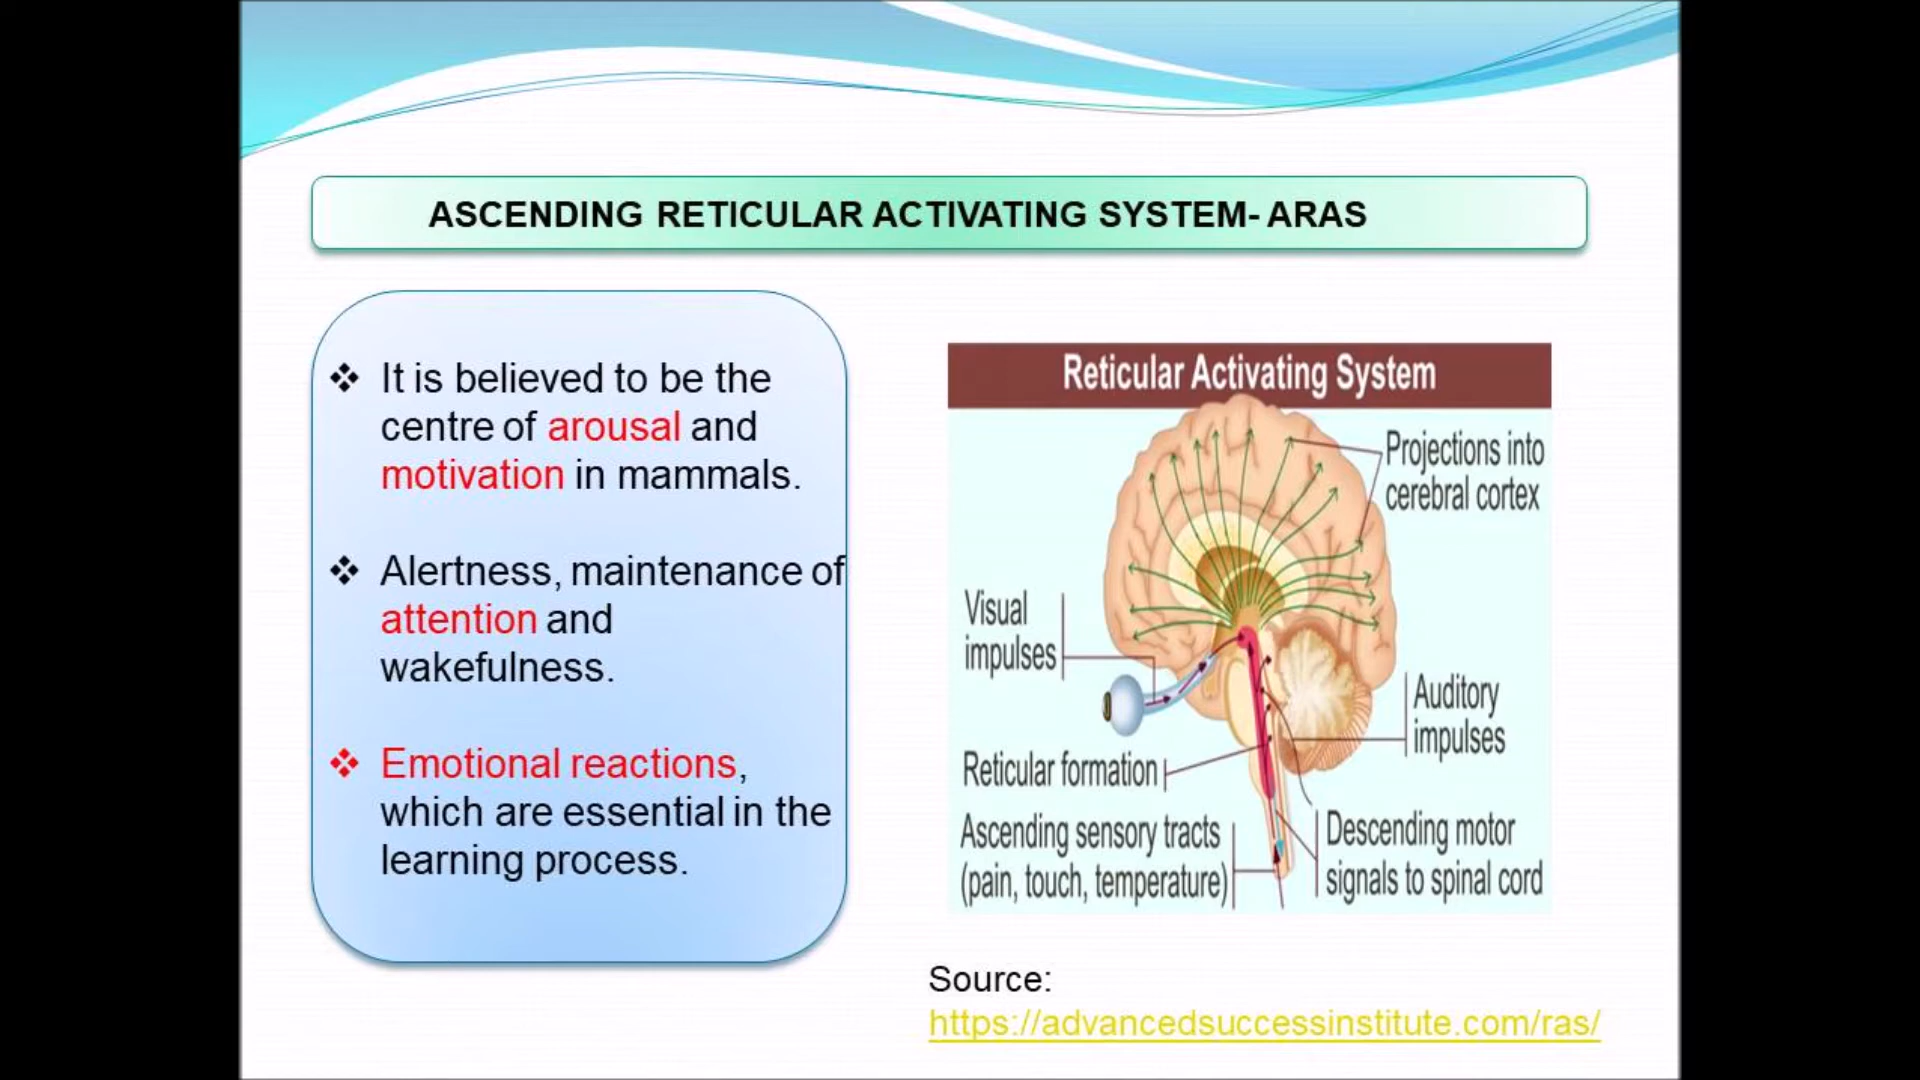 ASCENDING RETICULAR ACTIVATING SYSTEM- ARAS
❖ It is believed to be the
centre of arousal and
motivation in mammals.
❖ Alertness, maintenance of
attention and
wakefulness.
❖ Emotional reactions,
which are essential in the
learning process.
Reticular Activating System
Projections into
cerebral cortex
Visual
impulses
Auditory
impulses
Reticular formation
Ascending sensory tracts
(pain, touch, temperature)
Descending motor
signals to spinal cord
Source:
https://advancedsuccessinstitute.com/ras/